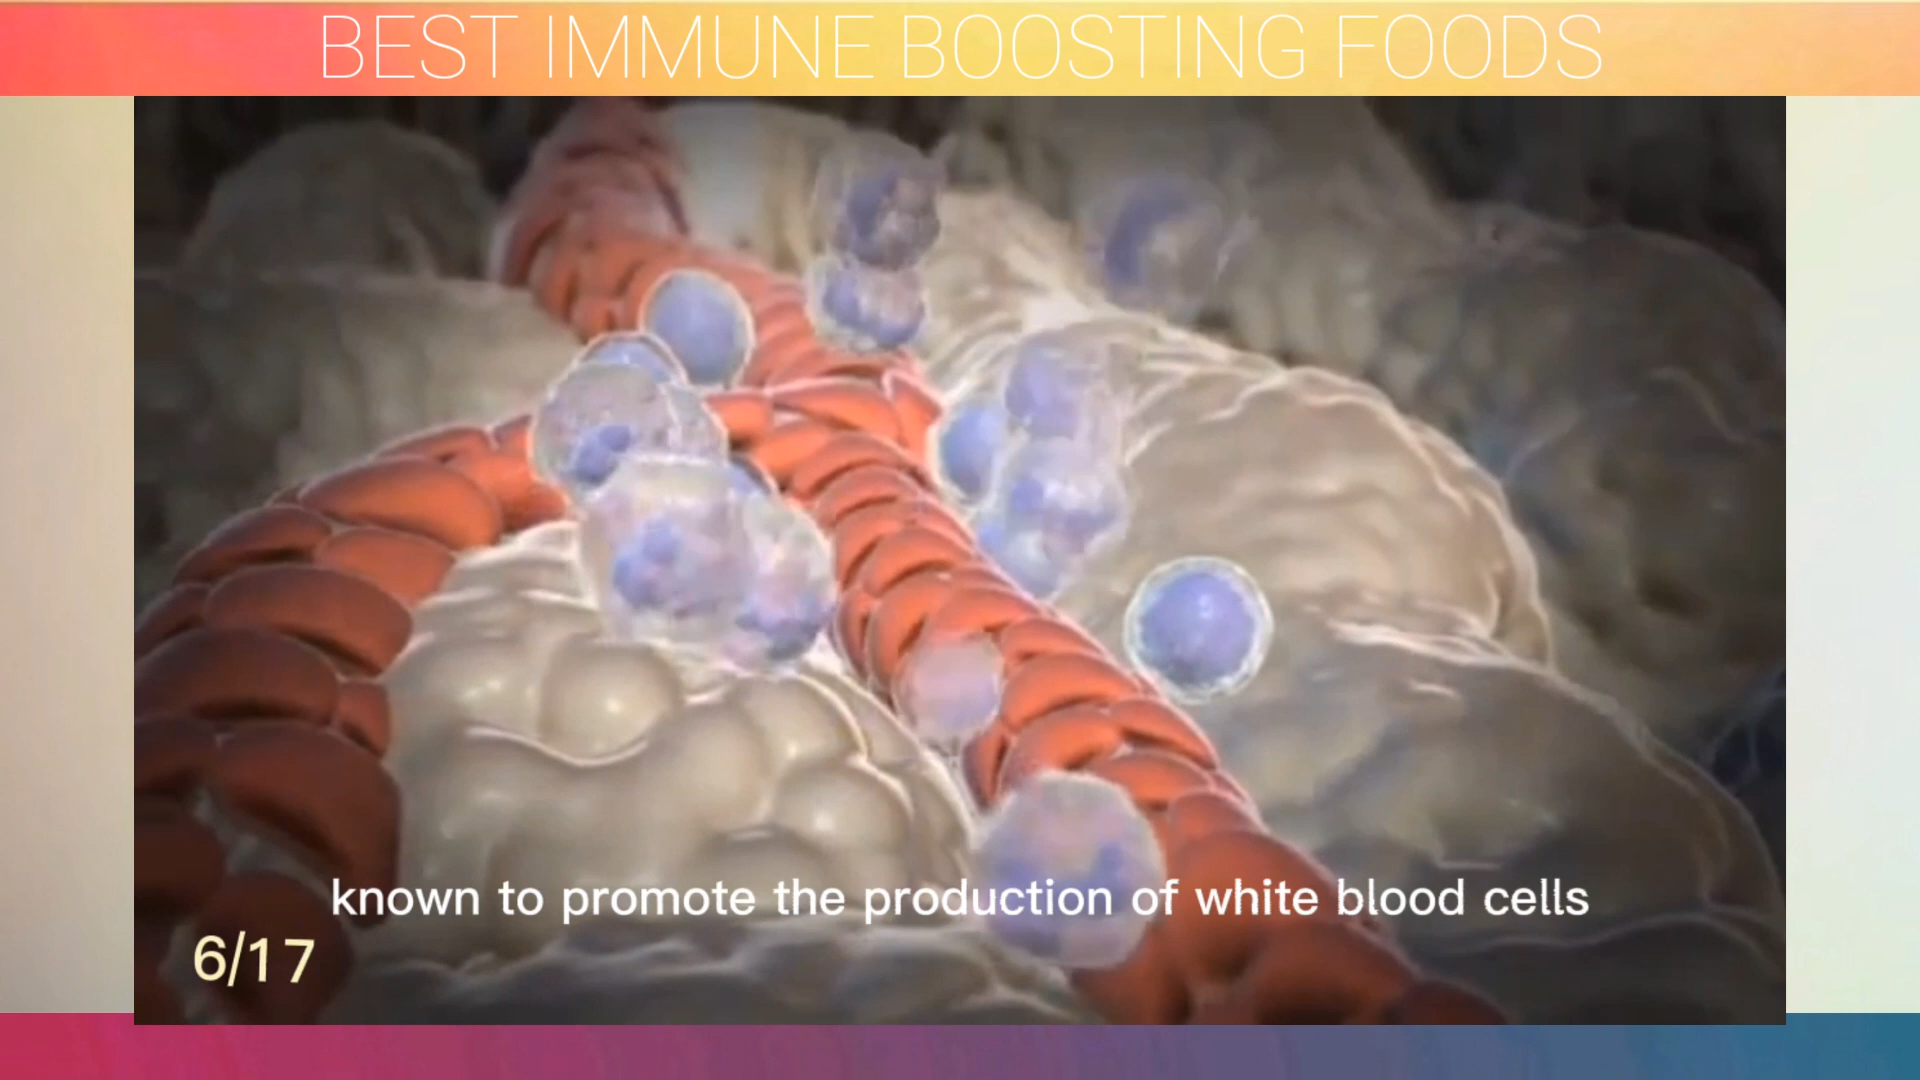 BEST IMMUNE BOOSTING FOODS
known to promote the production of white blood cells
6/17